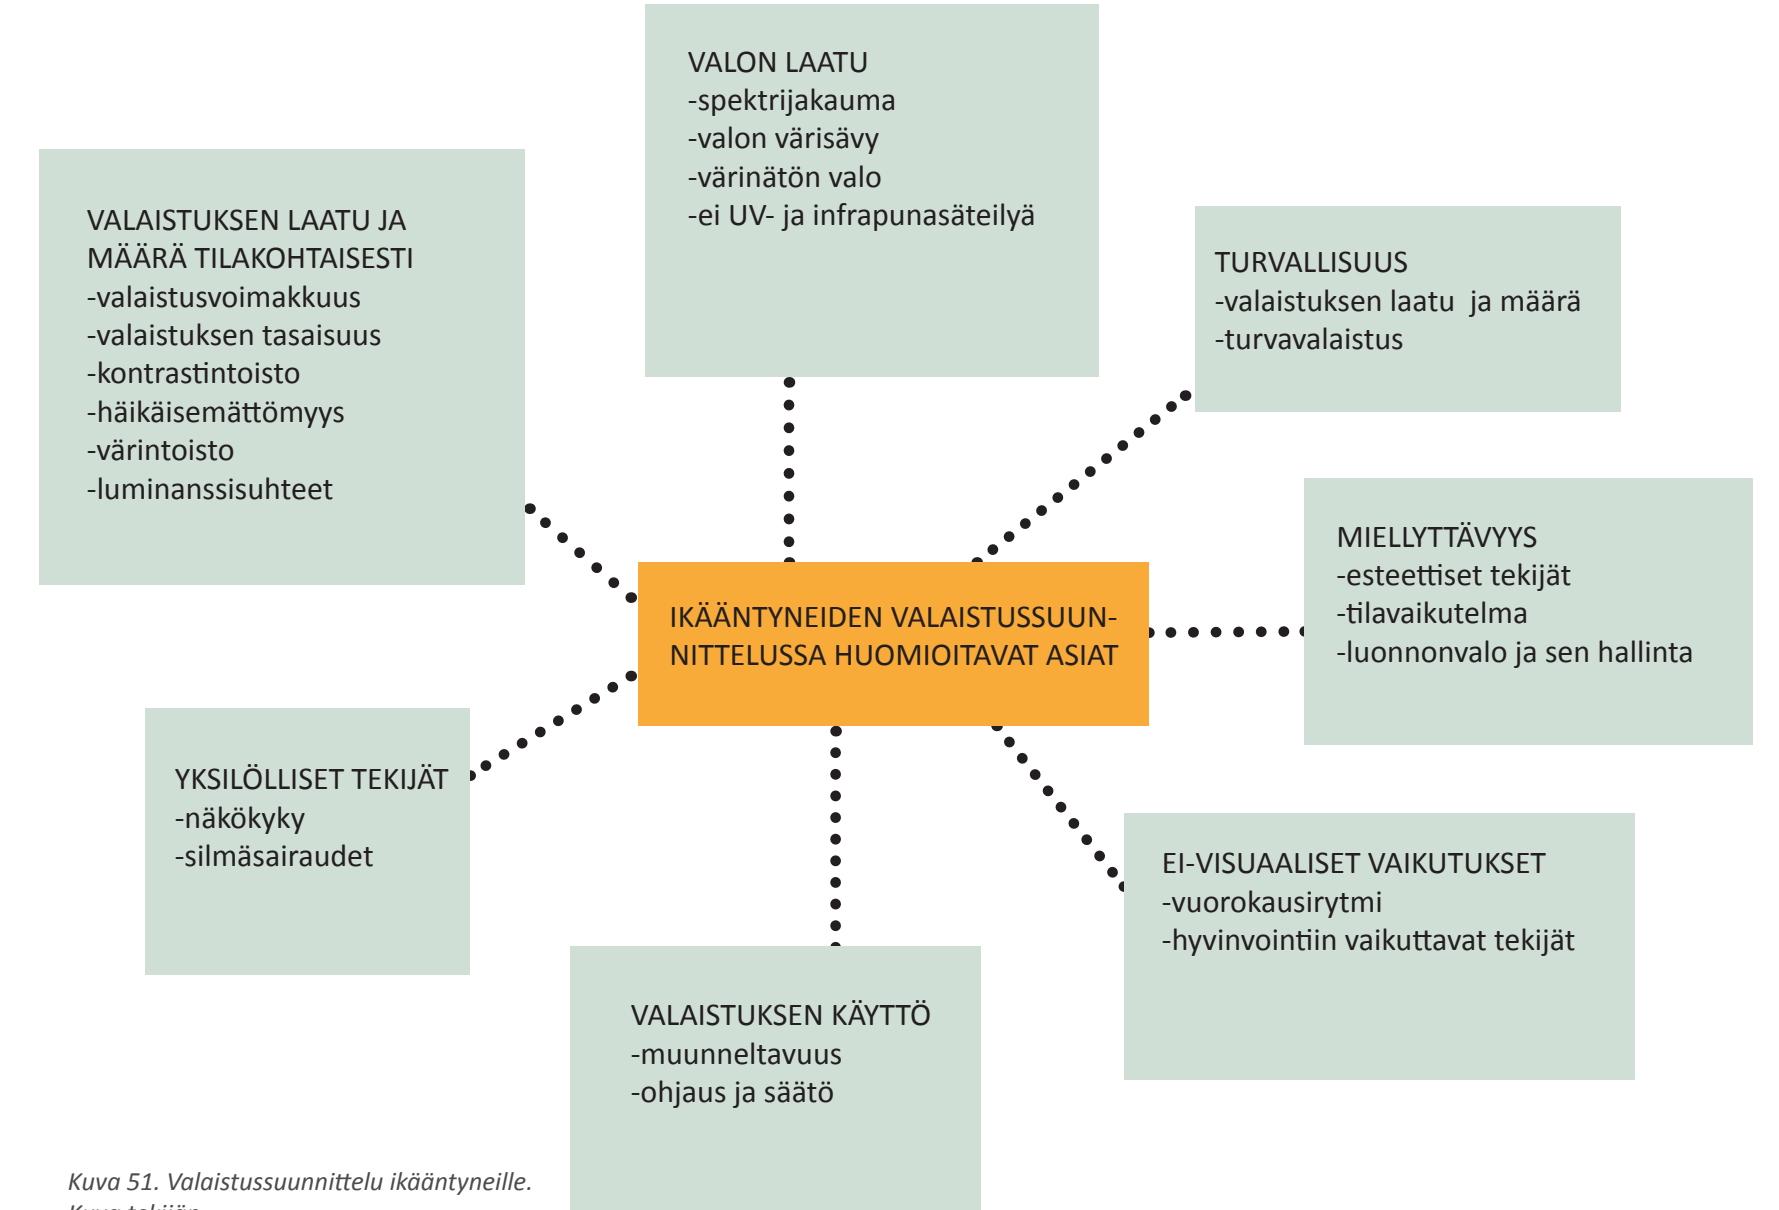 VALON LAATU
-spektrijakauma
-valon värisävy
-värinätön valo
-ei UV- ja infrapunasäteilyä
VALAISTUKSEN LAATU JA
MÄÄRÄ TILAKOHTAISESTI
-valaistusvoimakkuus
-valaistuksen tasaisuus
-kontrastintoisto
-häikäisemättömyys
-värintoisto
-luminanssisuhteet
TURVALLISUUS
-valaistuksen laatu ja määrä
-turvavalaistus
MIELLYTTÄVYYS
-esteettiset tekijät
-tilavaikutelma
-luonnonvalo ja sen hallinta
IKÄÄNTYNEIDEN VALAISTUSSUUN-
NITTELUSSA HUOMIOITAVAT ASIAT
YKSILÖLLISET TEKIJÄT
-näkökyky
-silmäsairaudet
EI-VISUAALISET VAIKUTUKSET
-vuorokausirytmi
-hyvinvointiin vaikuttavat tekijät
VALAISTUKSEN KÄYTTÖ
-muunneltavuus
-ohjaus ja säätö
Kuva 51. Valaistussuunnittelu ikääntyneille.
Kuva tekijän